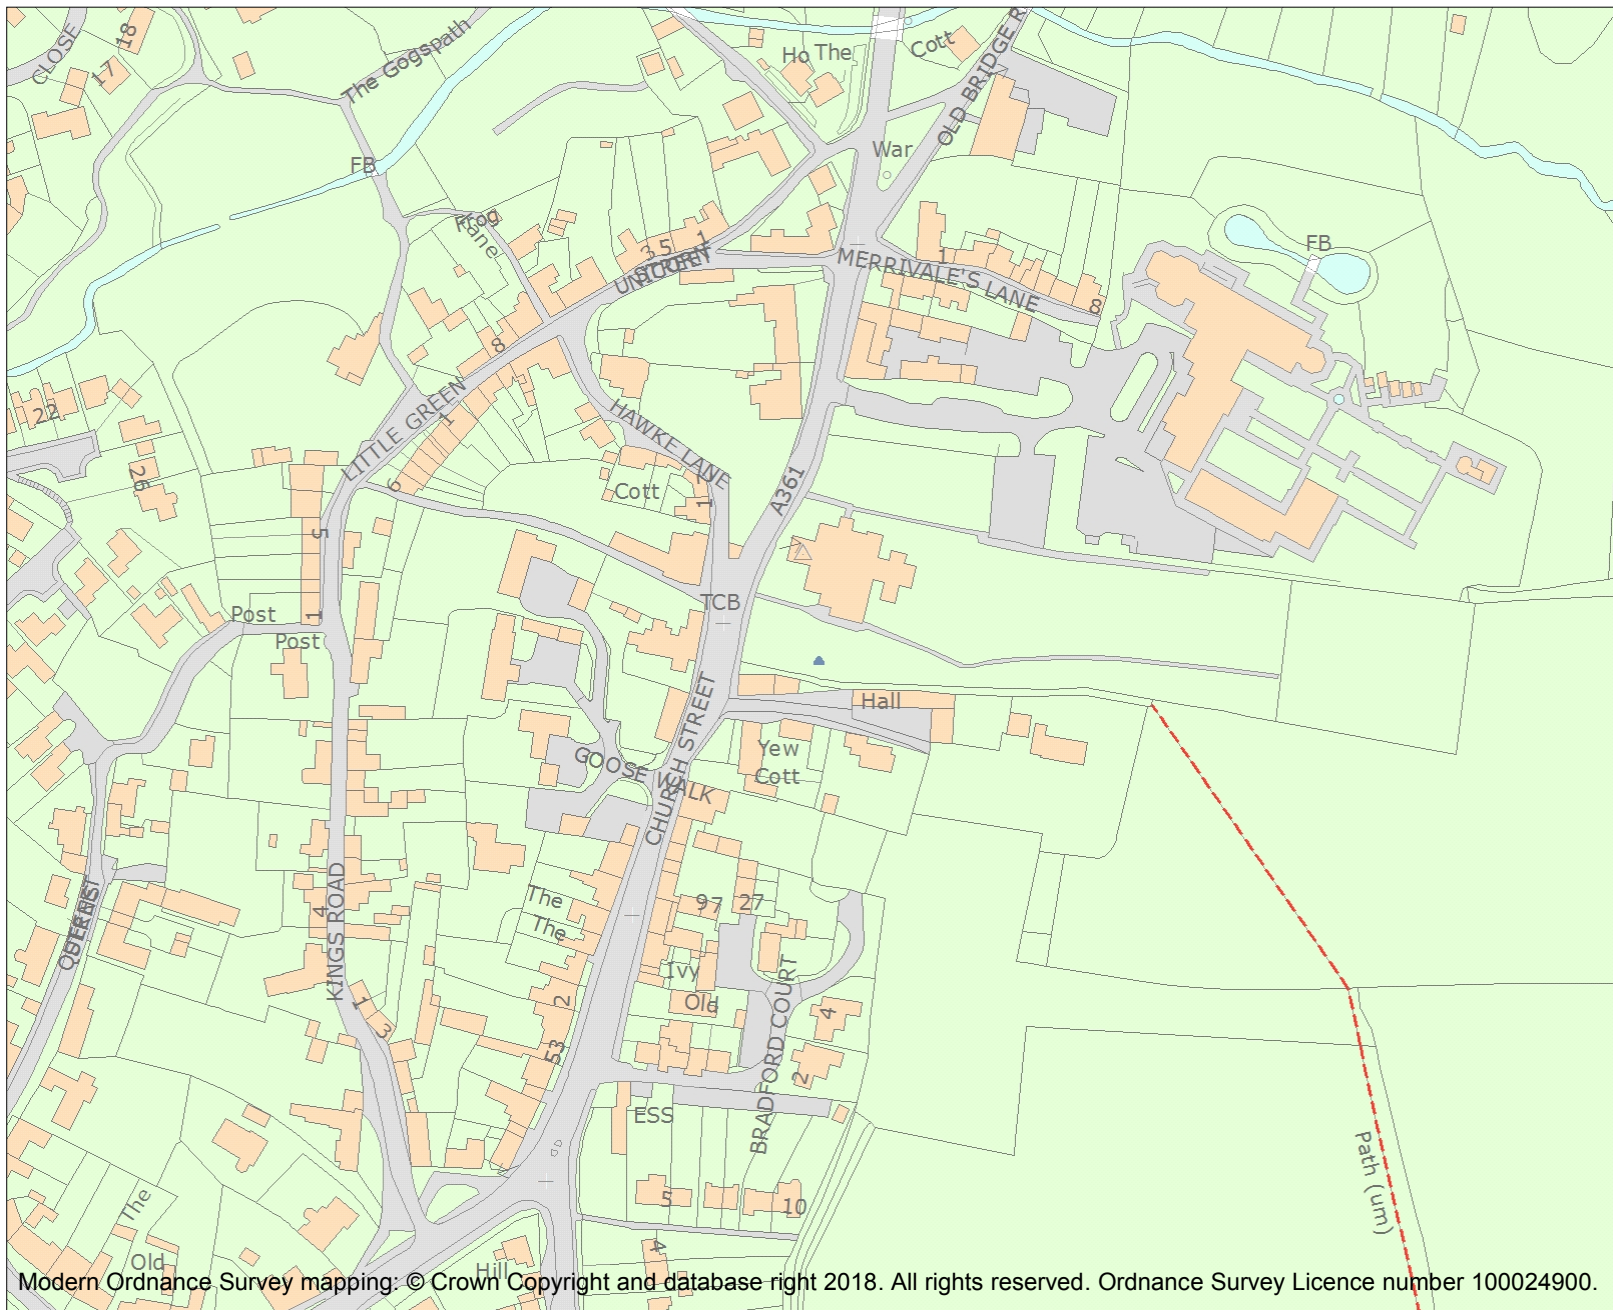 CLOSE
18
17
The Gogspath
Ho
The
Cott
OLD BRIDGE R
FB
War
Frog
Lane
3
5
1
UNICORN
STREET
MERRIVALE'S LANE
1
8
FB
8
22
26
LITTLE GREEN
1
6
HAWKE LANE
Cott
1
A361
5
1
Post
Post
TCB
Hall
Yew
Cott
GOOSE WALK
CHURCH STREET
KINGS ROAD
4
The
The
97
27
Ivy
Old
2
53
1
3
BRADFORD COURT
4
2
ESS
5
10
4
Path (um)
The
Old
Hill
Modern Ordnance Survey mapping: © Crown Copyright and database right 2018. All rights reserved. Ordnance Survey Licence number 100024900.